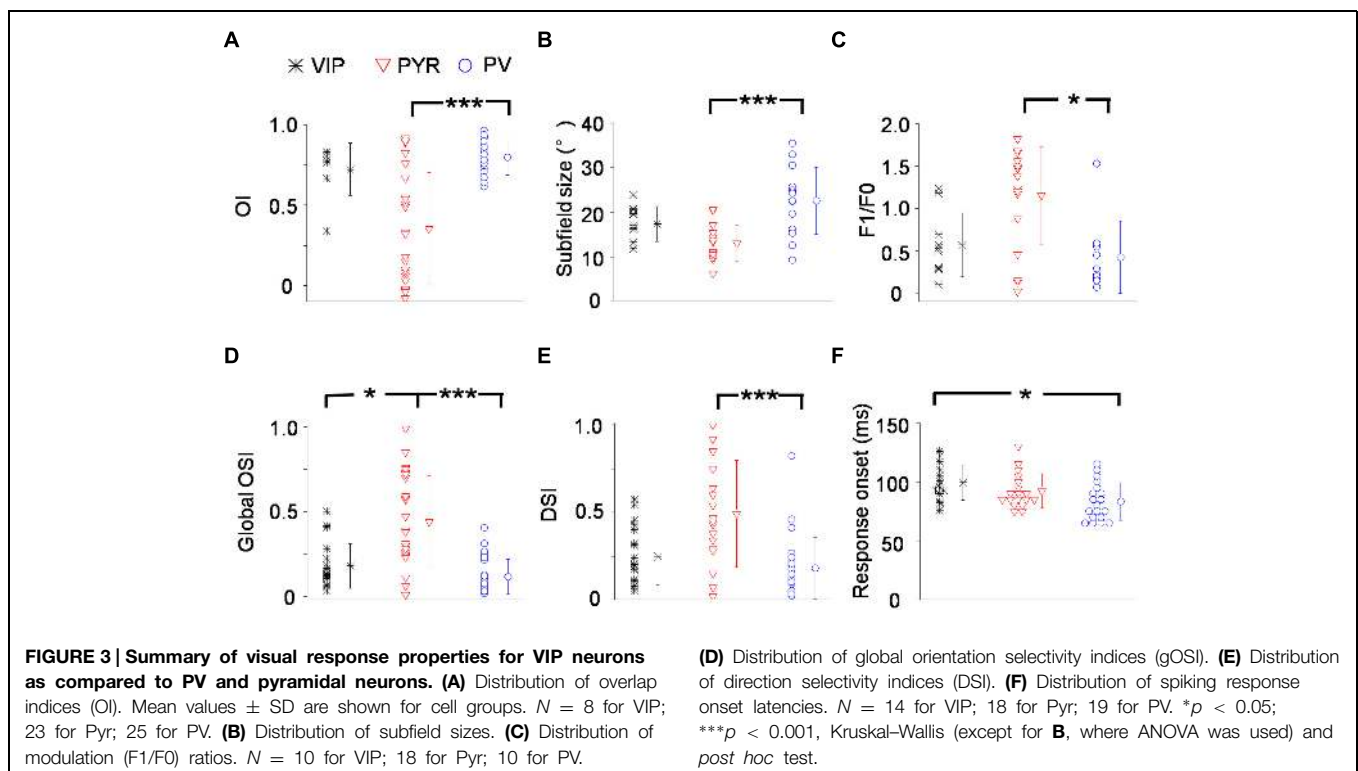 A
B
C
VIP PYR PV
***
***
*
1.0
0.5
0
OI
40
30
20
10
0
Subfield size (°)
2.0
1.5
1.0
0.5
0
F1/F0
D
E
F
* ***
***
*
1.0
0.5
0
Global OSI
1.0
0.5
0
DSI
150
100
50
0
Response onset (ms)
FIGURE 3 | Summary of visual response properties for VIP neurons
as compared to PV and pyramidal neurons. (A) Distribution of overlap
indices (OI). Mean values ± SD are shown for cell groups. N = 8 for VIP;
23 for Pyr; 25 for PV. (B) Distribution of subfield sizes. (C) Distribution of
modulation (F1/F0) ratios. N = 10 for VIP; 18 for Pyr; 10 for PV.
(D) Distribution of global orientation selectivity indices (gOSI). (E) Distribution
of direction selectivity indices (DSI). (F) Distribution of spiking response
onset latencies. N = 14 for VIP; 18 for Pyr; 19 for PV. *p < 0.05;
***p < 0.001, Kruskal–Wallis (except for B, where ANOVA was used) and
post hoc test.